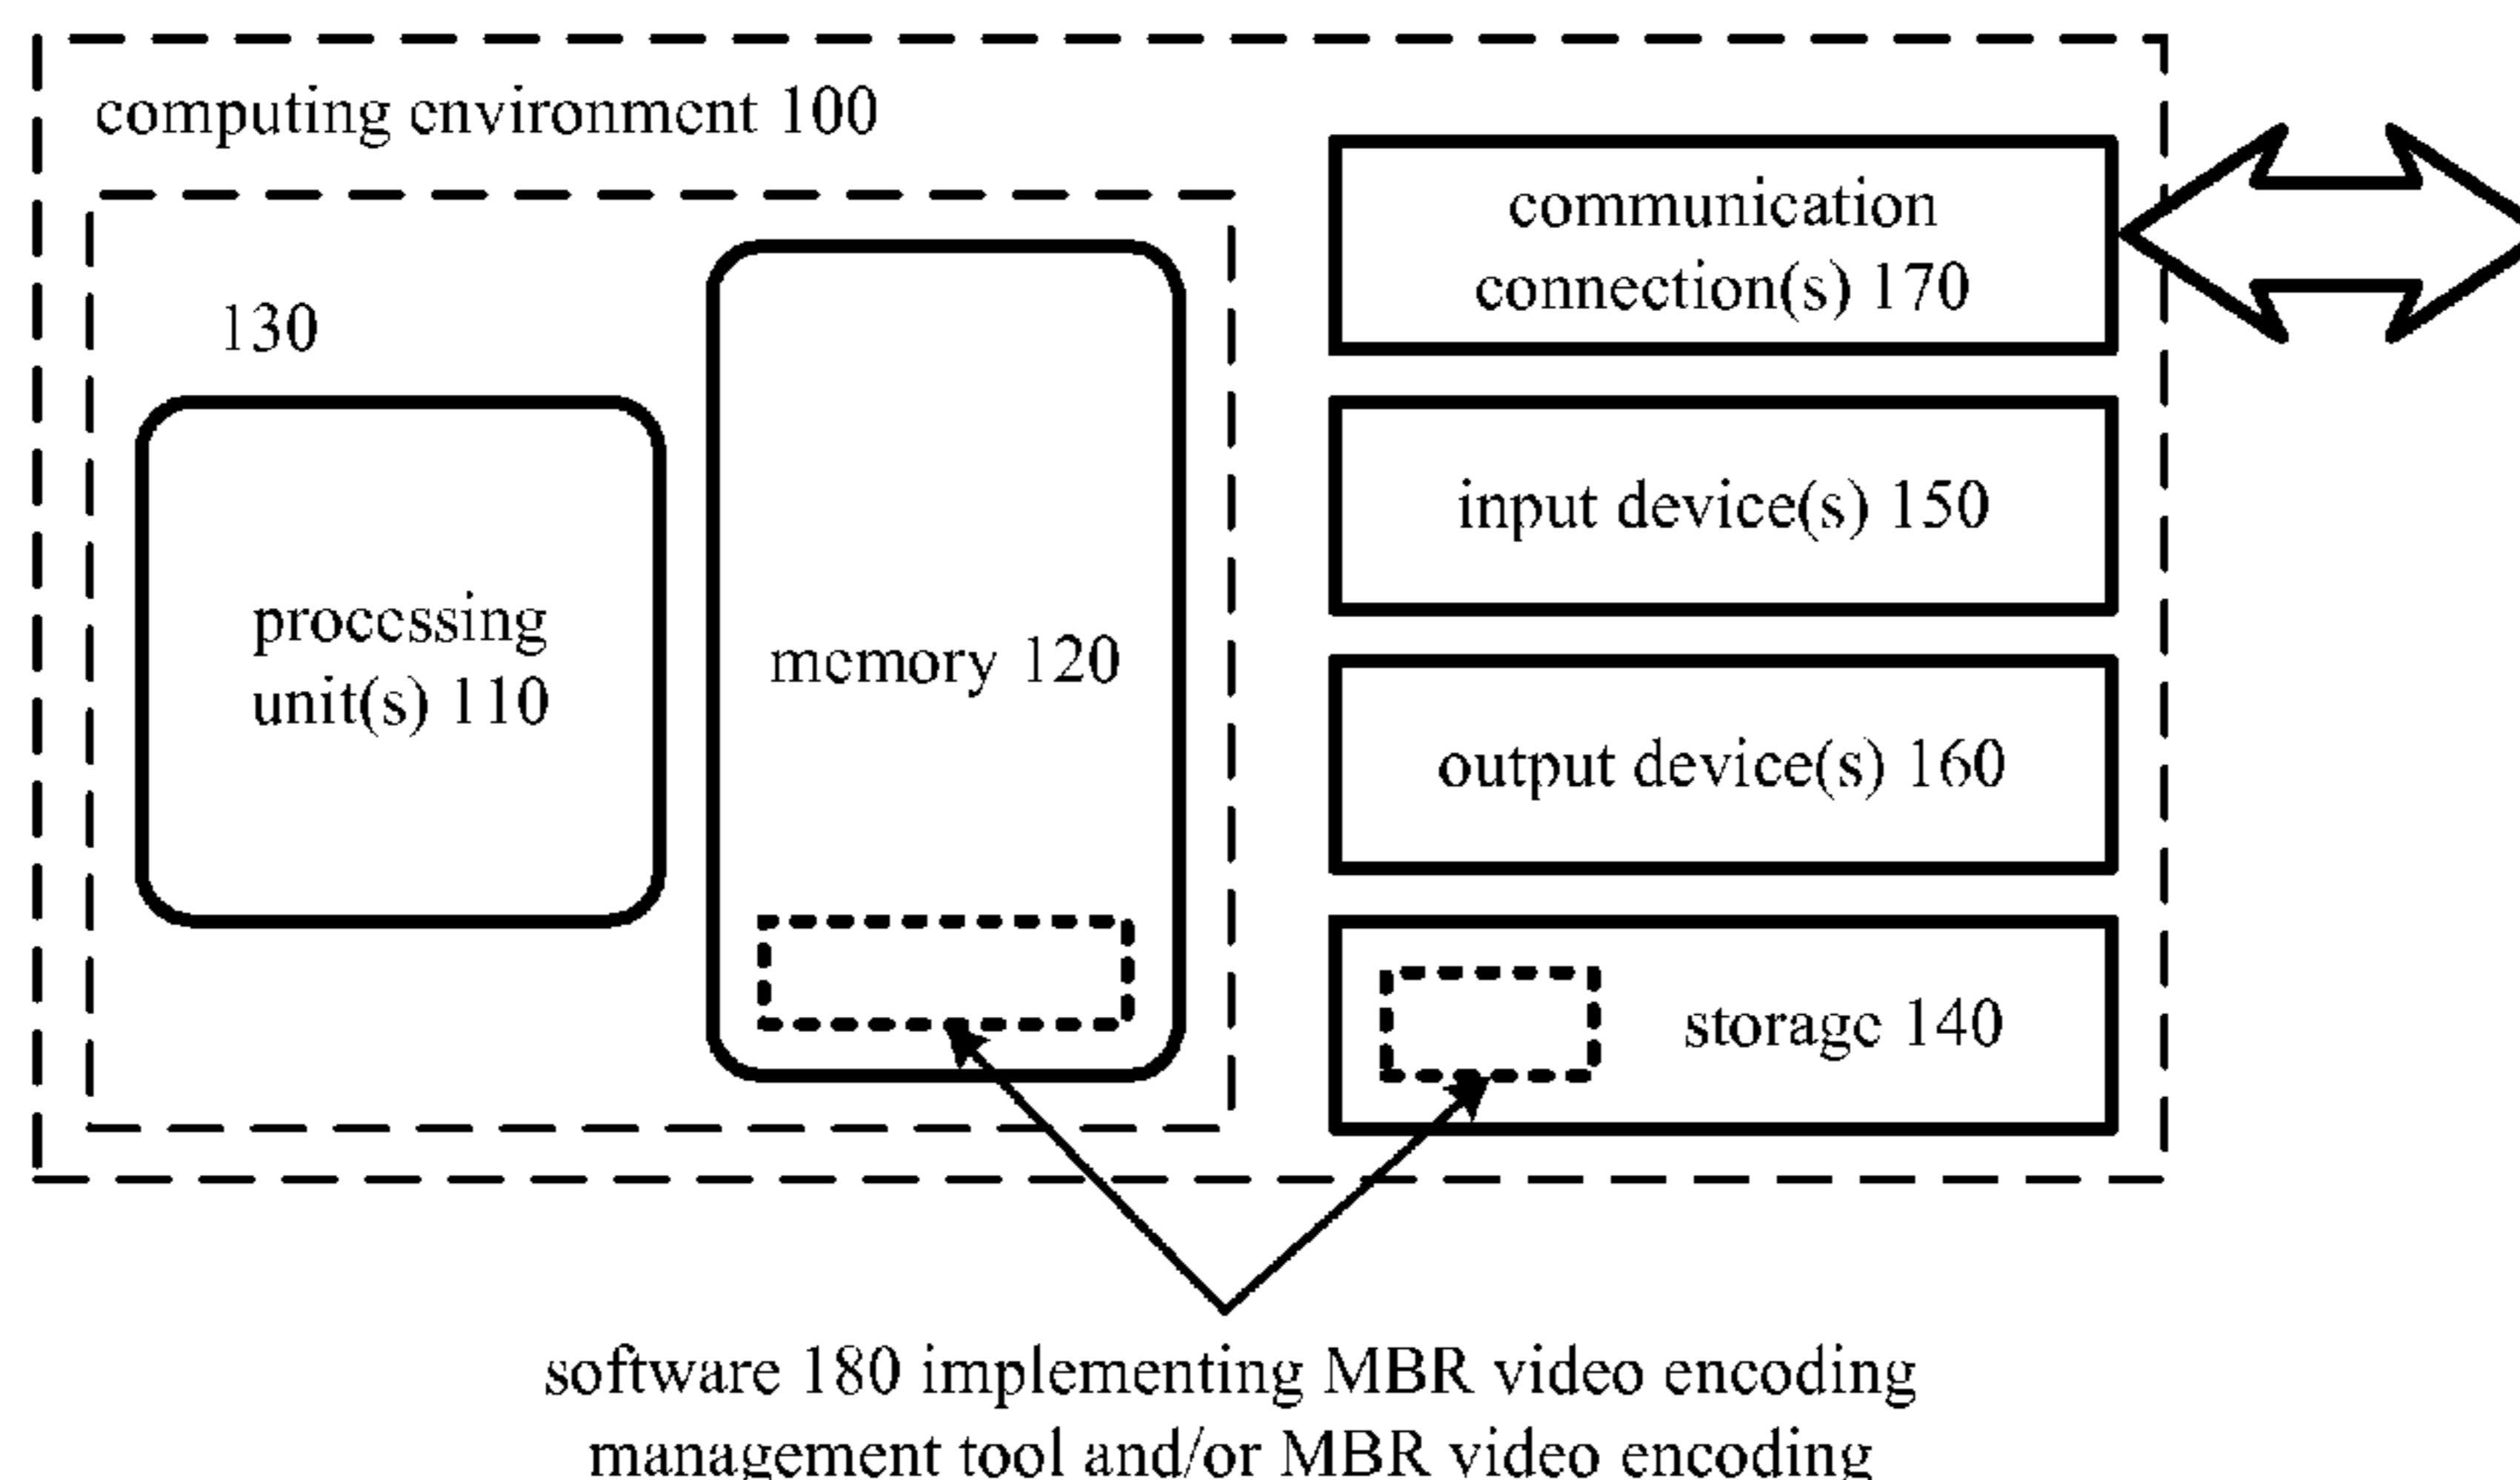 computing environment 100
130
processing
unit(s) 110
memory 120
communication
connection(s) 170
input device(s) 150
output device(s) 160
storage 140
software 180 implementing MBR video encoding
management tool and/or MBR video encoding